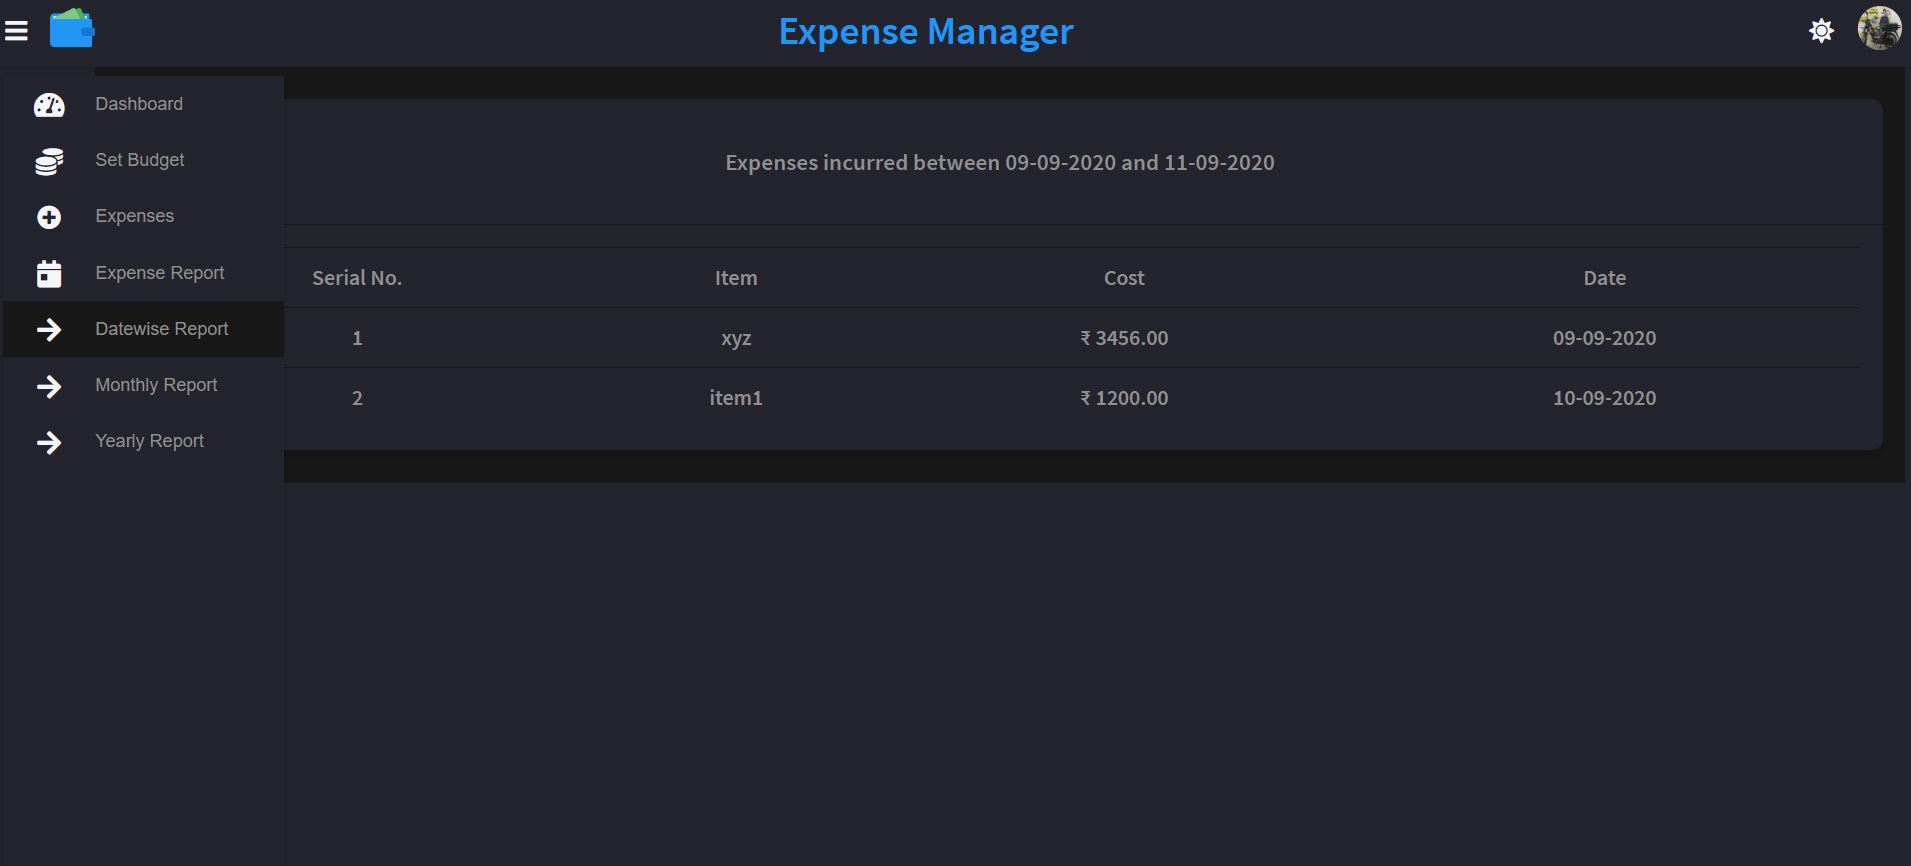 Expense Manager
Dashboard
Set Budget
Expenses
Expense Report
Datewise Report
Monthly Report
Yearly Report
Expenses incurred between 09-09-2020 and 11-09-2020
Serial No. Item Cost Date
1 xyz ₹ 3456.00 09-09-2020
2 item1 ₹ 1200.00 10-09-2020